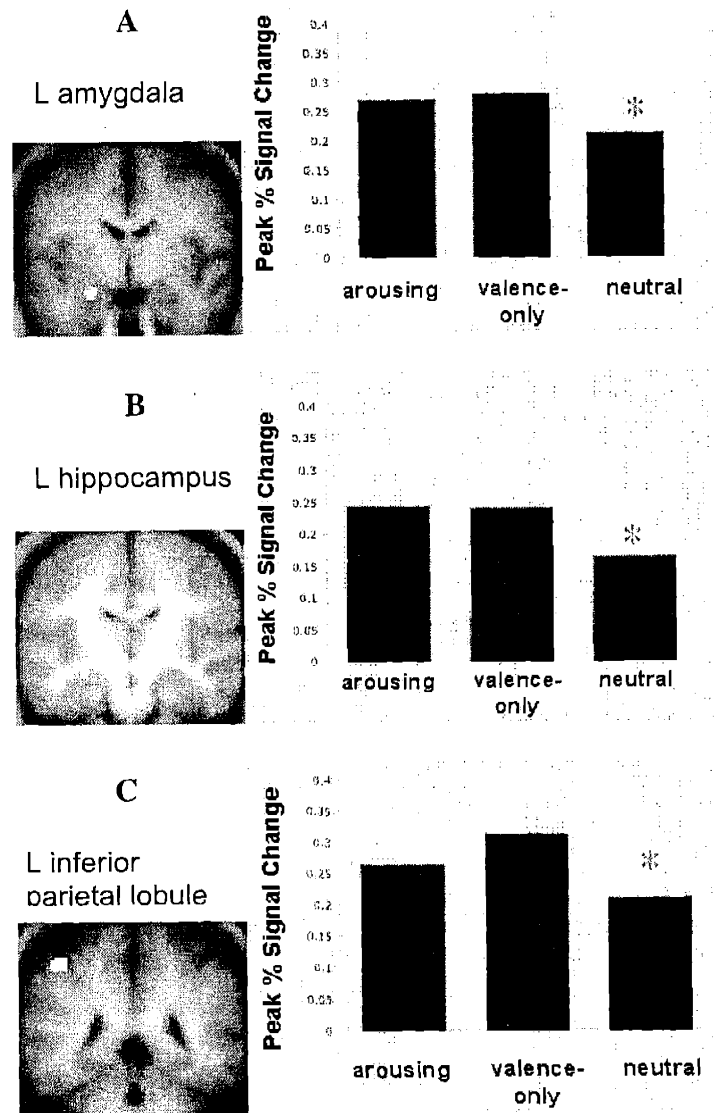 A
L amygdala
Peak % Signal Change
0.4
0.35
0.3
0.25
0.2
0.15
0.1
0.05
0
*
arousing
valence-
only
neutral
B
L hippocampus
Peak % Signal Change
0.4
0.35
0.3
0.25
0.2
0.15
0.1
0.05
0
*
arousing
valence-
only
neutral
C
L inferior
parietal lobule
Peak % Signal Change
0.4
0.35
0.3
0.25
0.2
0.15
0.1
0.05
0
*
arousing
valence-
only
neutral